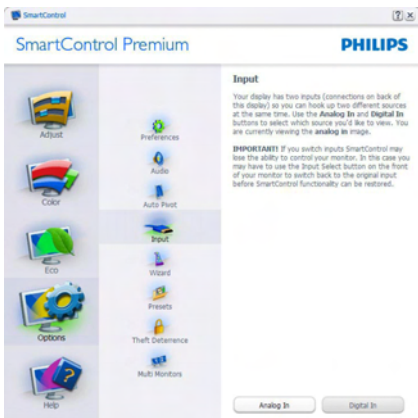 SmartControl
SmartControl Premium
PHILIPS
Adjust
Color
Eco
Options
Help
Preferences
Audio
Auto Pivot
Input
Wizard
Presets
Theft Deterrence
Multi Monitors
Input
Your display has two inputs (connections on back of
this display) so you can hook up two different sources
at the same time. Use the Analog In and Digital In
buttons to select which source you'd like to view. You
are currently viewing the analog in image.
IMPORTANT! If you switch inputs SmartControl may
lose the ability to control your monitor. In this case you
may have to use the Input Select button on the front
of your monitor to switch back to the original input
before SmartControl functionality can be restored.
Analog In
Digital In